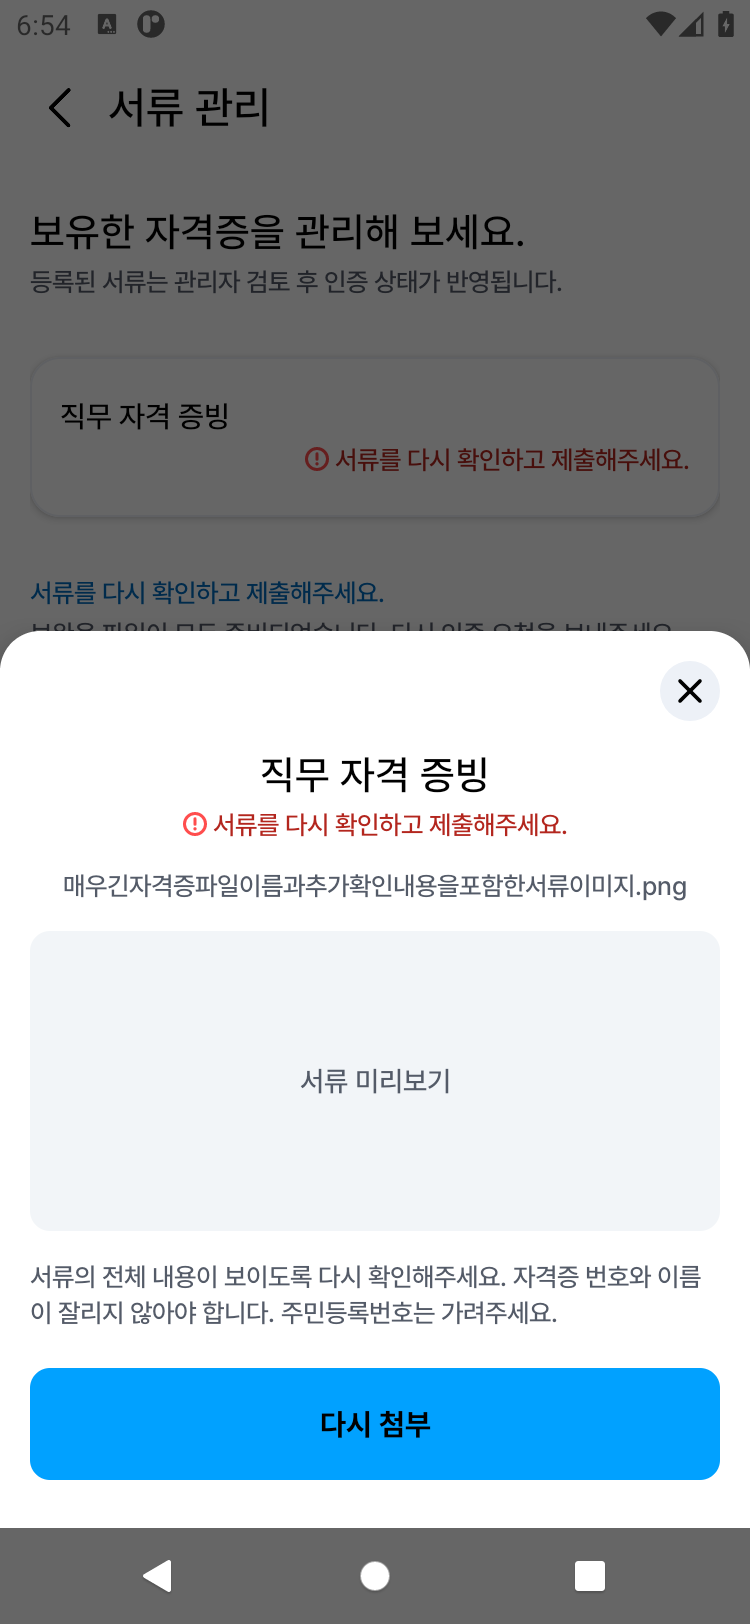 6:54
서류 관리
보유한 자격증을 관리해 보세요.
등록된 서류는 관리자 검토 후 인증 상태가 반영됩니다.
직무 자격 증빙
서류를 다시 확인하고 제출해주세요.
서류를 다시 확인하고 제출해주세요.
직무 자격 증빙
서류를 다시 확인하고 제출해주세요.
매우긴자격증파일이름과추가확인내용을포함한서류이미지.png
서류 미리보기
서류의 전체 내용이 보이도록 다시 확인해주세요. 자격증 번호와 이름
이 잘리지 않아야 합니다. 주민등록번호는 가려주세요.
다시 첨부